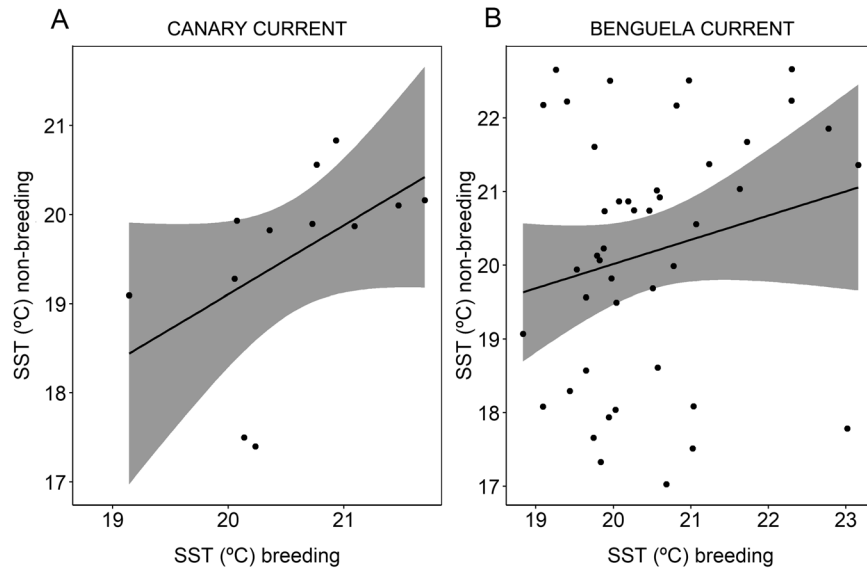 A
CANARY CURRENT
SST (ºC) non-breeding
21
20
19
18
17
19 20 21
SST (ºC) breeding
B
BENGUELA CURRENT
SST (ºC) non-breeding
22
21
20
19
18
17
19 20 21 22 23
SST (ºC) breeding